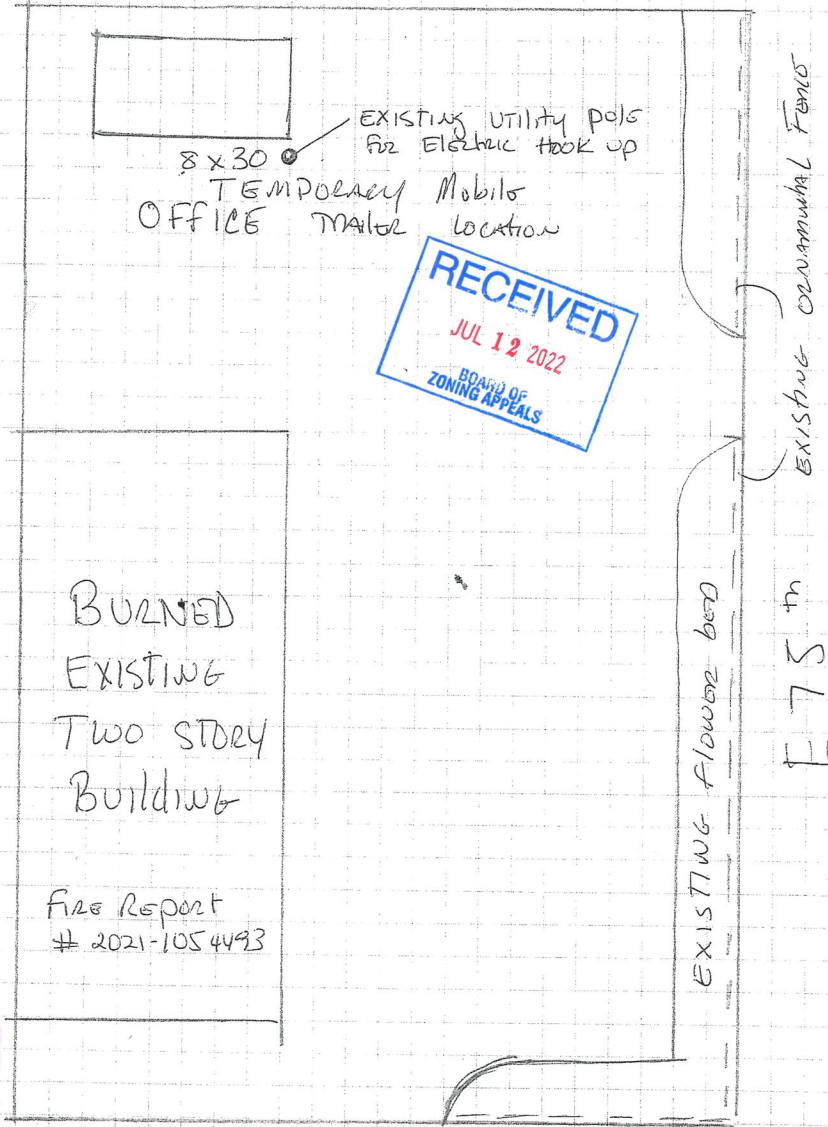 EXISTING UTILITY POLE
FOR ELECTRIC HOOK UP
8 x 30
TEMPORARY Mobile
OFFICE TRAILER LOCATION
RECEIVED
JUL 12 2022
BOARD OF
ZONING APPEALS
EXISTING ORNAMENTAL FENCE
BURNED
EXISTING
TWO STORY
BUILDING
FIRE REPORT
# 2021-1054493
EXISTING Flower bED
E 75 th